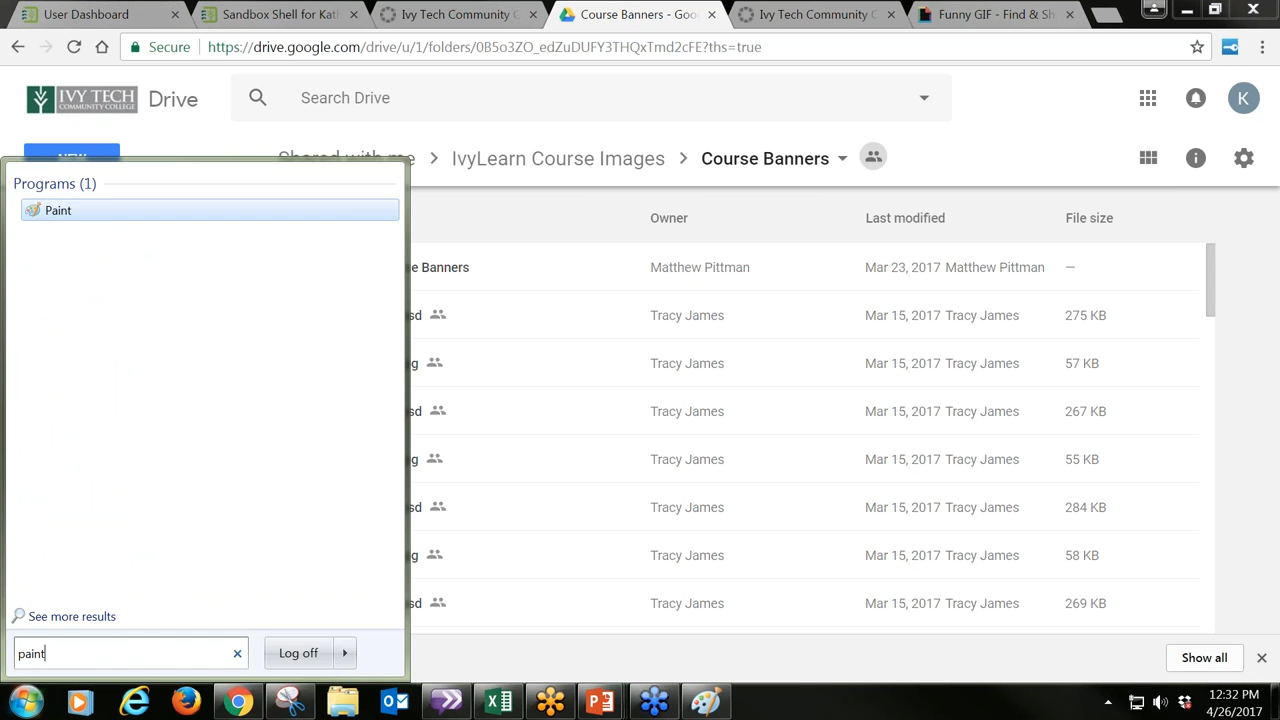 User Dashboard
Sandbox Shell for Kath
Ivy Tech Community C
Course Banners - Goo
Ivy Tech Community C
Funny GIF - Find & Sh
Secure
https://drive.google.com/drive/u/1/folders/0B5o3ZO_edZuDUFY3THQxTmd2cFE?ths=true
IVY TECH
COMMUNITY COLLEGE
Drive
Search Drive
K
NEW
Shared with me > IvyLearn Course Images > Course Banners
Programs (1)
Paint
Owner
Last modified
File size
e Banners
Matthew Pittman
Mar 23, 2017 Matthew Pittman
—
sd
Tracy James
Mar 15, 2017 Tracy James
275 KB
g
Tracy James
Mar 15, 2017 Tracy James
57 KB
sd
Tracy James
Mar 15, 2017 Tracy James
267 KB
g
Tracy James
Mar 15, 2017 Tracy James
55 KB
sd
Tracy James
Mar 15, 2017 Tracy James
284 KB
g
Tracy James
Mar 15, 2017 Tracy James
58 KB
sd
Tracy James
Mar 15, 2017 Tracy James
269 KB
See more results
paint
Log off
Show all
12:32 PM
4/26/2017